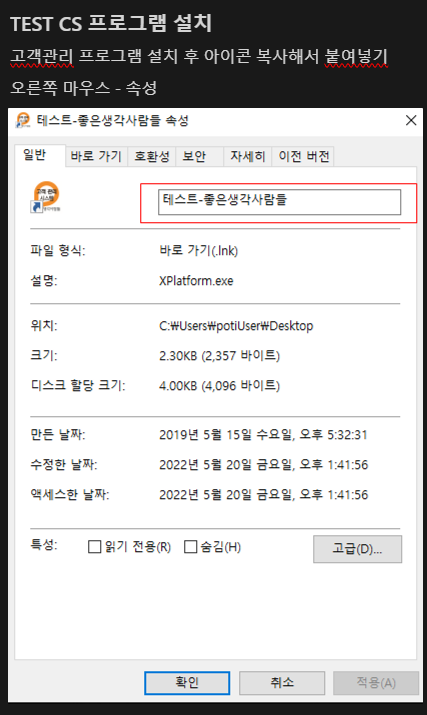 TEST CS 프로그램 설치
고객관리 프로그램 설치 후 아이콘 복사해서 붙여넣기
오른쪽 마우스 - 속성
테스트-좋은생각사람들 속성
일반 바로 가기 호환성 보안 자세히 이전 버전
고객 관리
시스템
테스트-좋은생각사람들
파일 형식: 바로 가기(.lnk)
설명: XPlatform.exe
위치: C:₩Users₩potiUser₩Desktop
크기: 2.30KB (2,357 바이트)
디스크 할당 크기: 4.00KB (4,096 바이트)
만든 날짜: 2019년 5월 15일 수요일, 오후 5:32:31
수정한 날짜: 2022년 5월 20일 금요일, 오후 1:41:56
액세스한 날짜: 2022년 5월 20일 금요일, 오후 1:41:56
특성: 읽기 전용(R) 숨김(H) 고급(D)...
확인 취소 적용(A)